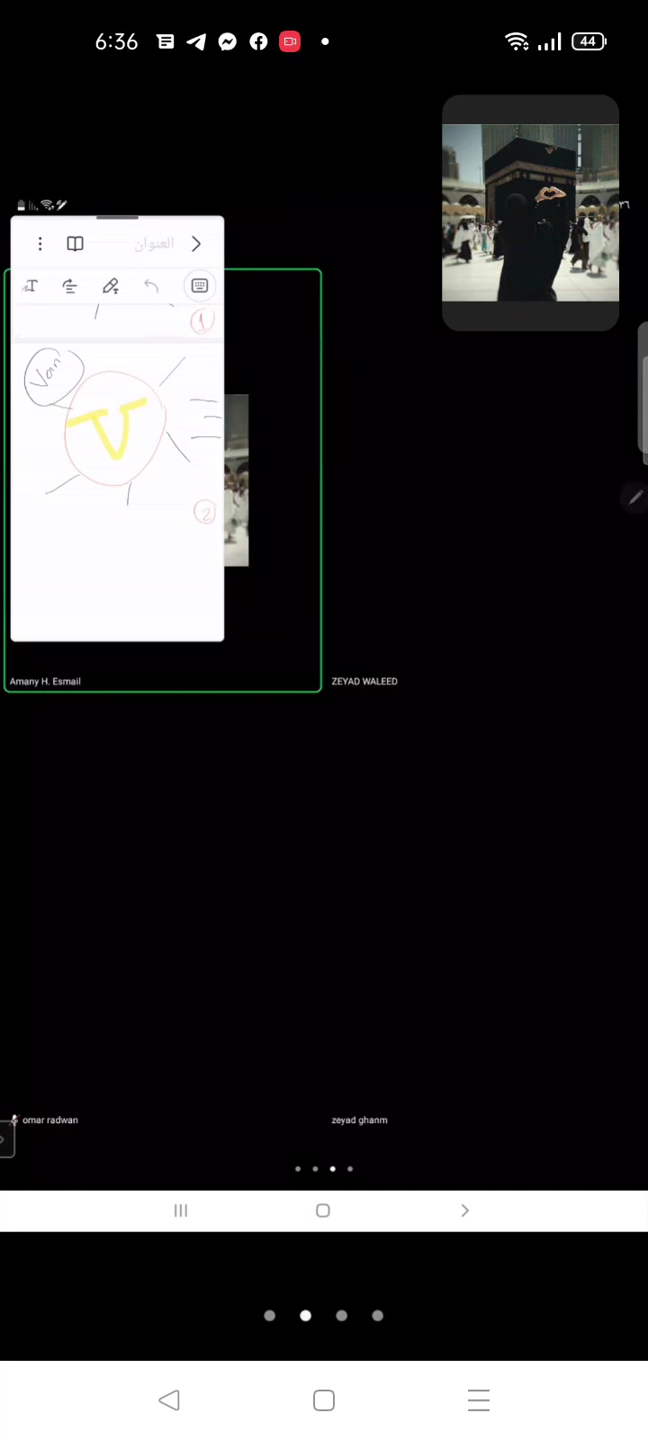 6:36
44
العنوان
1
Van
V
2
Amany H. Esmail
ZEYAD WALEED
omar radwan
zeyad ghanm